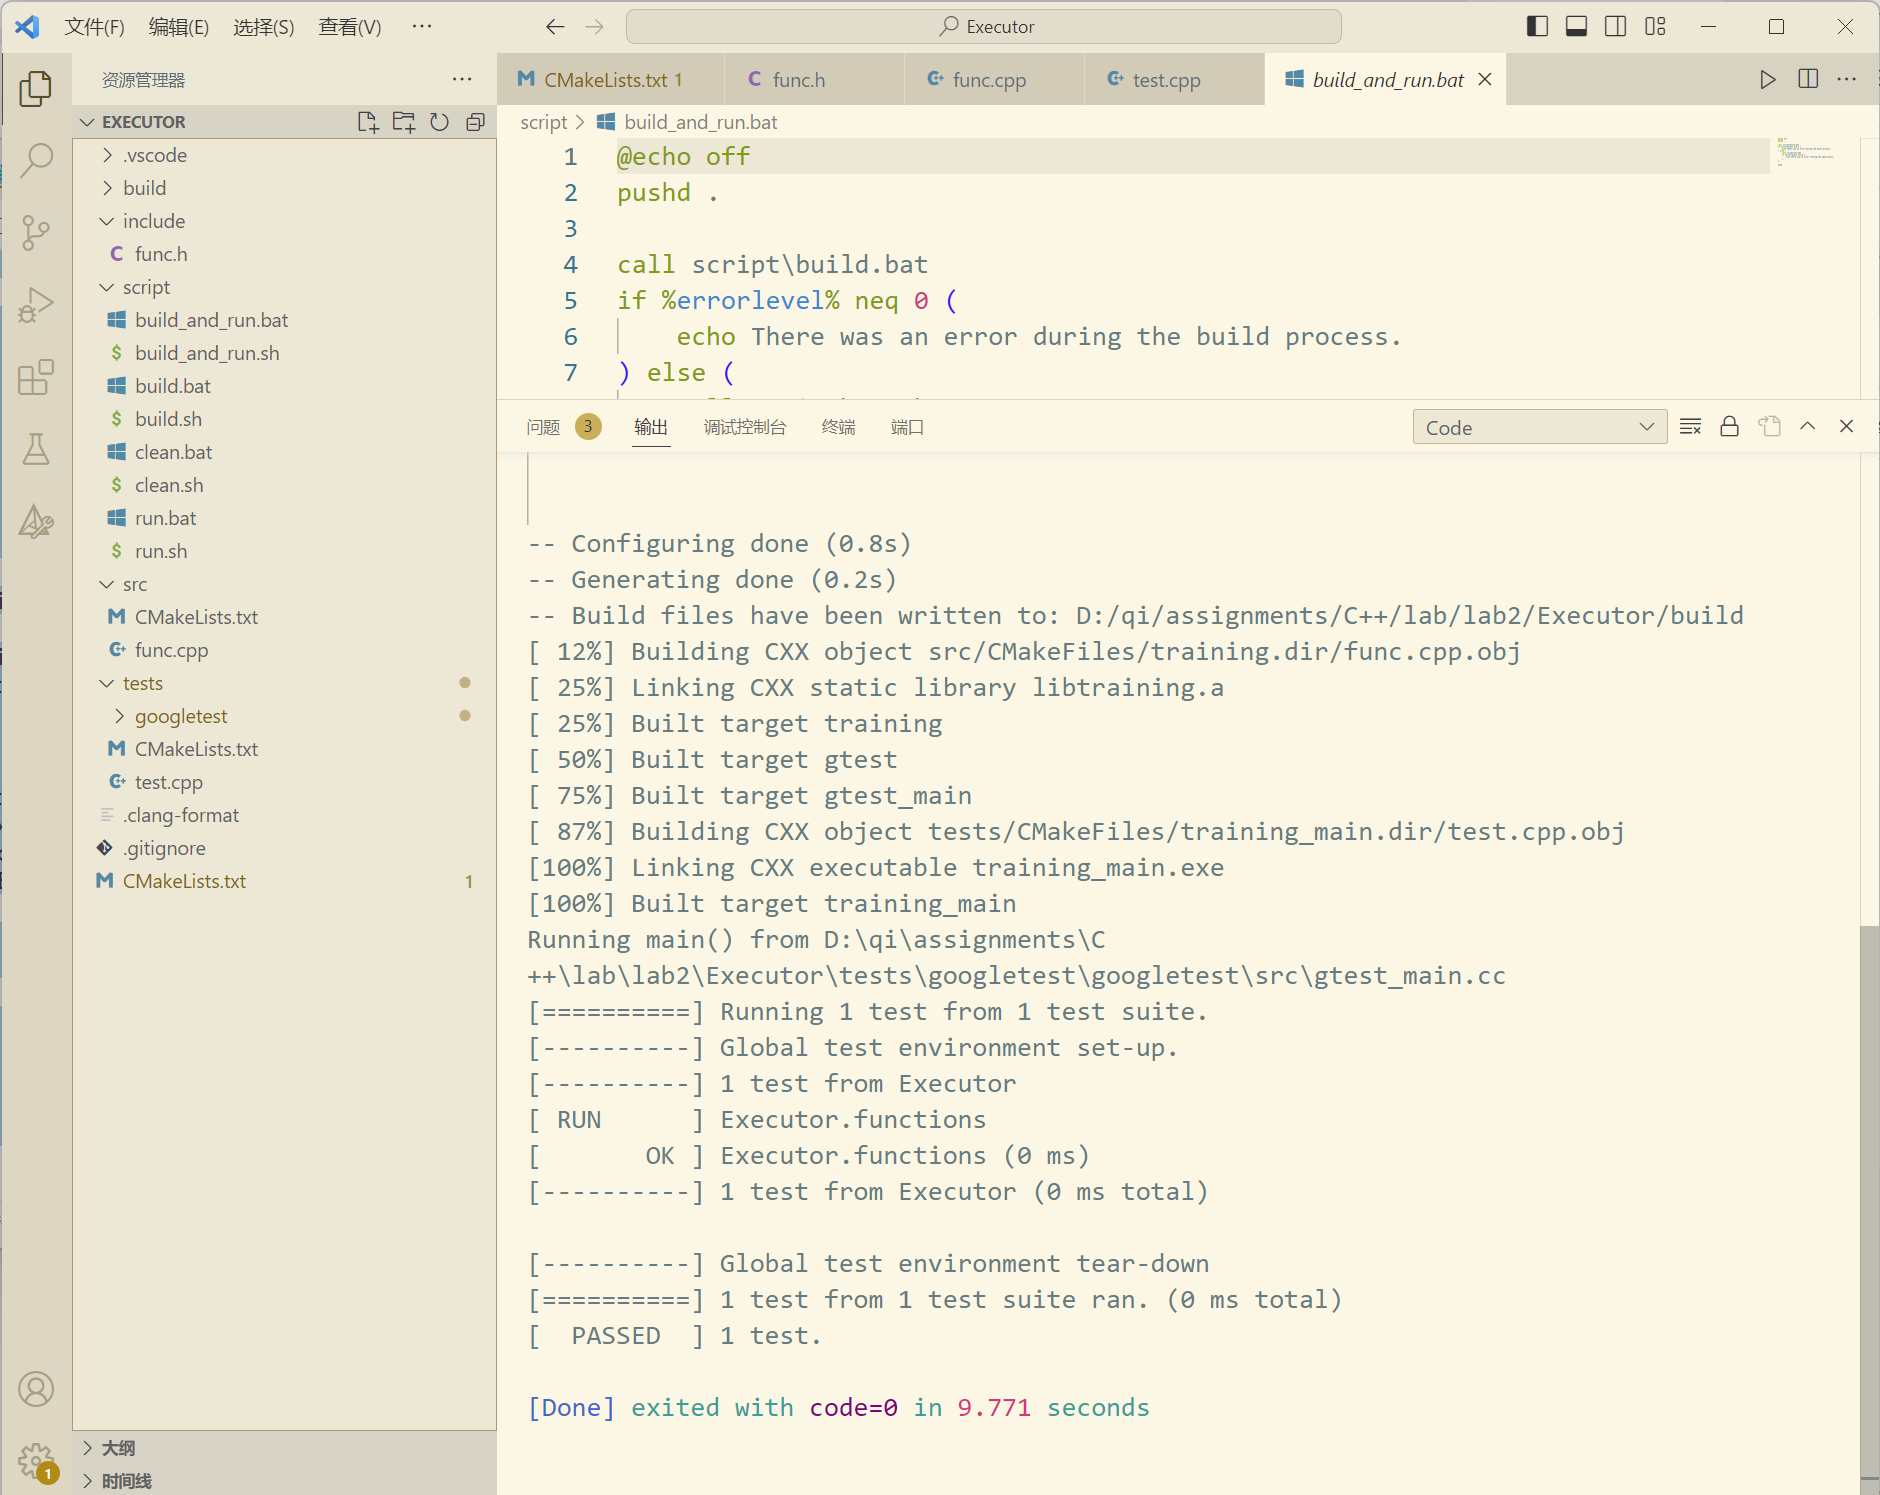 文件(F) 编辑(E) 选择(S) 查看(V) ··· Executor
资源管理器 ···
EXECUTOR
.vscode
build
include
C func.h
script
build_and_run.bat
$ build_and_run.sh
build.bat
$ build.sh
clean.bat
$ clean.sh
run.bat
$ run.sh
src
M CMakeLists.txt
func.cpp
tests
googletest
M CMakeLists.txt
test.cpp
.clang-format
.gitignore
M CMakeLists.txt 1
大纲
时间线
1
M CMakeLists.txt 1 C func.h func.cpp test.cpp build_and_run.bat
script > build_and_run.bat
1 @echo off
2 pushd .
3
4 call script\build.bat
5 if %errorlevel% neq 0 (
6 echo There was an error during the build process.
7 ) else (
问题 3 输出 调试控制台 终端 端口 Code
-- Configuring done (0.8s)
-- Generating done (0.2s)
-- Build files have been written to: D:/qi/assignments/C++/lab/lab2/Executor/build
[ 12%] Building CXX object src/CMakeFiles/training.dir/func.cpp.obj
[ 25%] Linking CXX static library libtraining.a
[ 25%] Built target training
[ 50%] Built target gtest
[ 75%] Built target gtest_main
[ 87%] Building CXX object tests/CMakeFiles/training_main.dir/test.cpp.obj
[100%] Linking CXX executable training_main.exe
[100%] Built target training_main
Running main() from D:\qi\assignments\C
++\lab\lab2\Executor\tests\googletest\googletest\src\gtest_main.cc
[==========] Running 1 test from 1 test suite.
[----------] Global test environment set-up.
[----------] 1 test from Executor
[ RUN      ] Executor.functions
[       OK ] Executor.functions (0 ms)
[----------] 1 test from Executor (0 ms total)
[----------] Global test environment tear-down
[==========] 1 test from 1 test suite ran. (0 ms total)
[  PASSED  ] 1 test.
[Done] exited with code=0 in 9.771 seconds